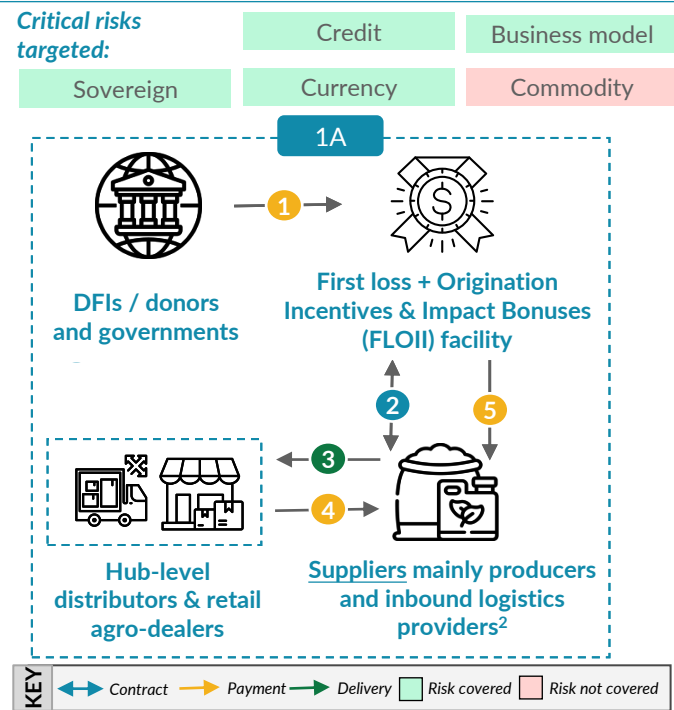 Critical risks
targeted:
Credit
Business model
Sovereign
Currency
Commodity
1A
$
1
DFIs / donors
and governments
First loss + Origination
Incentives & Impact Bonuses
(FLOII) facility
2
5
3
4
Hub-level
distributors & retail
agro-dealers
Suppliers mainly producers
and inbound logistics
providers²
KEY
Contract
Payment
Delivery
Risk covered
Risk not covered